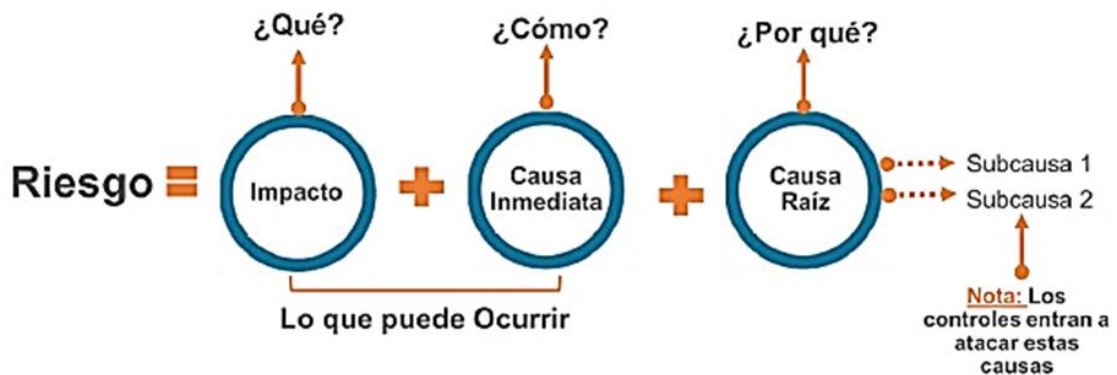 ¿Qué?
¿Cómo?
¿Por qué?
Riesgo =
Impacto
+
Causa
Inmediata
+
Causa
Raíz
Subcausa 1
Subcausa 2
Lo que puede Ocurrir
Nota: Los
controles entran a
atacar estas
causas